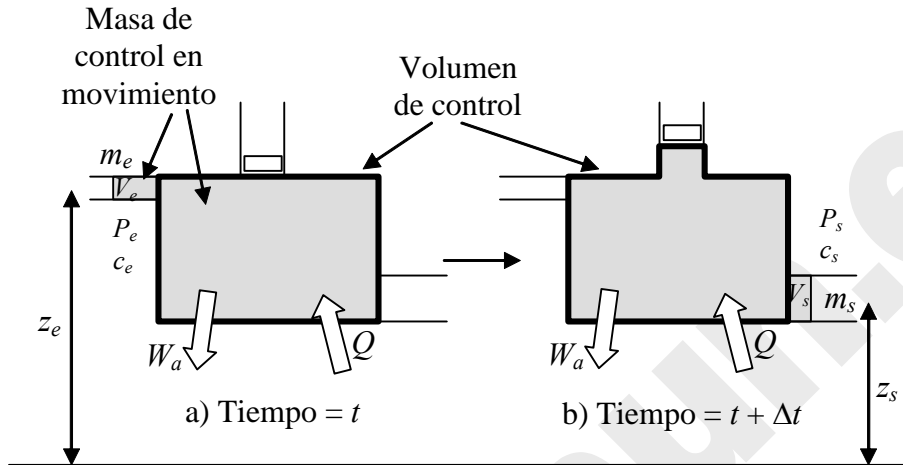 Masa de
control en
movimiento
Volumen
de control
m_e
V_e
P_e
c_e
z_e
W_a
Q
a) Tiempo = t
P_s
c_s
V_s
m_s
z_s
W_a
Q
b) Tiempo = t + Δt
un.e